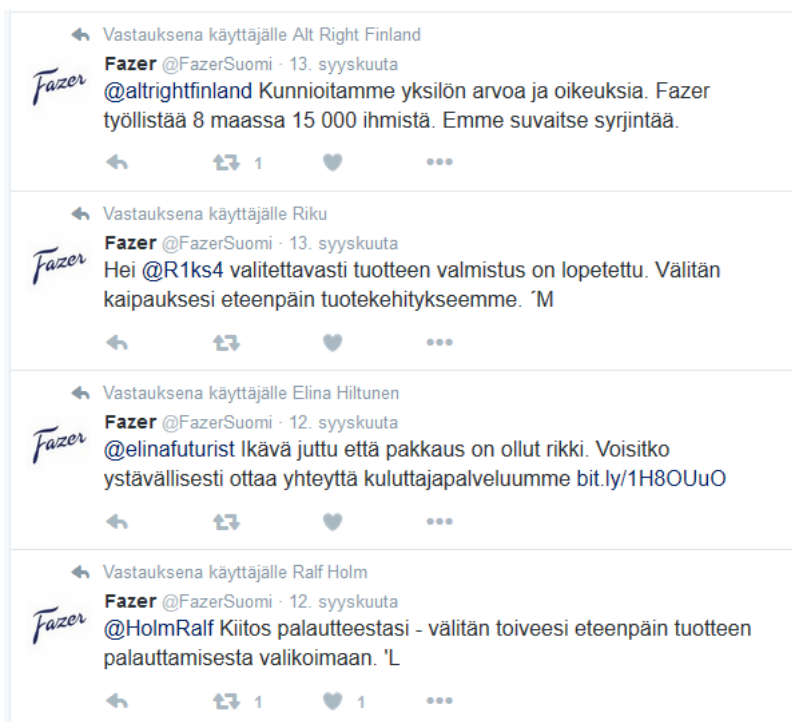 Vastauksena käyttäjälle Alt Right Finland
Fazer
Fazer @FazerSuomi · 13. syyskuuta
@altrightfinland Kunnioitamme yksilön arvoa ja oikeuksia. Fazer
työllistää 8 maassa 15 000 ihmistä. Emme suvaitse syrjintää.
1
Vastauksena käyttäjälle Riku
Fazer
Fazer @FazerSuomi · 13. syyskuuta
Hei @R1ks4 valitettavasti tuotteen valmistus on lopetettu. Välitän
kaipauksesi eteenpäin tuotekehitykseemme. ´M
Vastauksena käyttäjälle Elina Hiltunen
Fazer
Fazer @FazerSuomi · 12. syyskuuta
@elinafuturist Ikävä juttu että pakkaus on ollut rikki. Voisitko
ystävällisesti ottaa yhteyttä kuluttajapalveluumme bit.ly/1H8OUuO
Vastauksena käyttäjälle Ralf Holm
Fazer
Fazer @FazerSuomi · 12. syyskuuta
@HolmRalf Kiitos palautteestasi - välitän toiveesi eteenpäin tuotteen
palauttamisesta valikoimaan. 'L
1 1